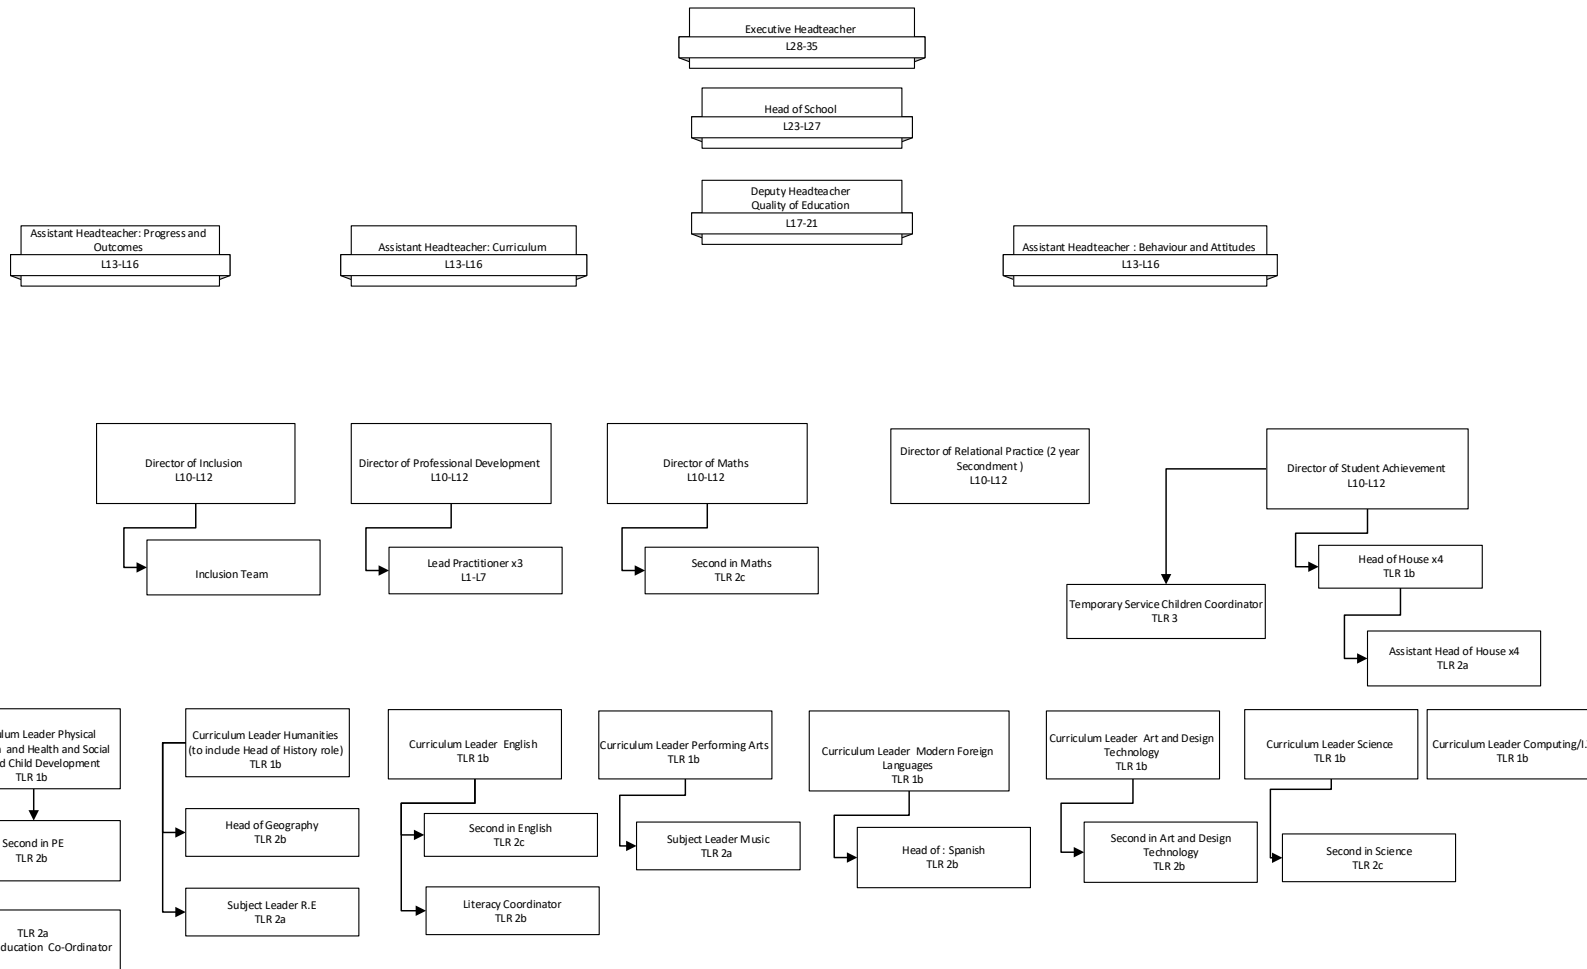 Executive Headteacher
L28-35
Head of School
L23-L27
Deputy Headteacher
Quality of Education
L17-21
Assistant Headteacher: Progress and
Outcomes
L13-L16
Assistant Headteacher: Curriculum
L13-L16
Assistant Headteacher : Behaviour and Attitudes
L13-L16
Director of Inclusion
L10-L12
Director of Professional Development
L10-L12
Director of Maths
L10-L12
Director of Relational Practice (2 year
Secondment )
L10-L12
Director of Student Achievement
L10-L12
Inclusion Team
Lead Practitioner x3
L1-L7
Second in Maths
TLR 2c
Head of House x4
TLR 1b
Temporary Service Children Coordinator
TLR 3
Assistant Head of House x4
TLR 2a
Leader Physical
and Health and Social
Child Development
TLR 1b
Curriculum Leader Humanities
(to include Head of History role)
TLR 1b
Curriculum Leader English
TLR 1b
Curriculum Leader Performing Arts
TLR 1b
Curriculum Leader Modern Foreign
Languages
TLR 1b
Curriculum Leader Art and Design
Technology
TLR 1b
Curriculum Leader Science
TLR 1b
Curriculum Leader Computing/I.
TLR 1b
Second in PE
TLR 2b
Head of Geography
TLR 2b
Second in English
TLR 2c
Subject Leader Music
TLR 2a
Head of : Spanish
TLR 2b
Second in Art and Design
Technology
TLR 2b
Second in Science
TLR 2c
Subject Leader R.E
TLR 2a
Literacy Coordinator
TLR 2b
TLR 2a
ducation Co-Ordinator